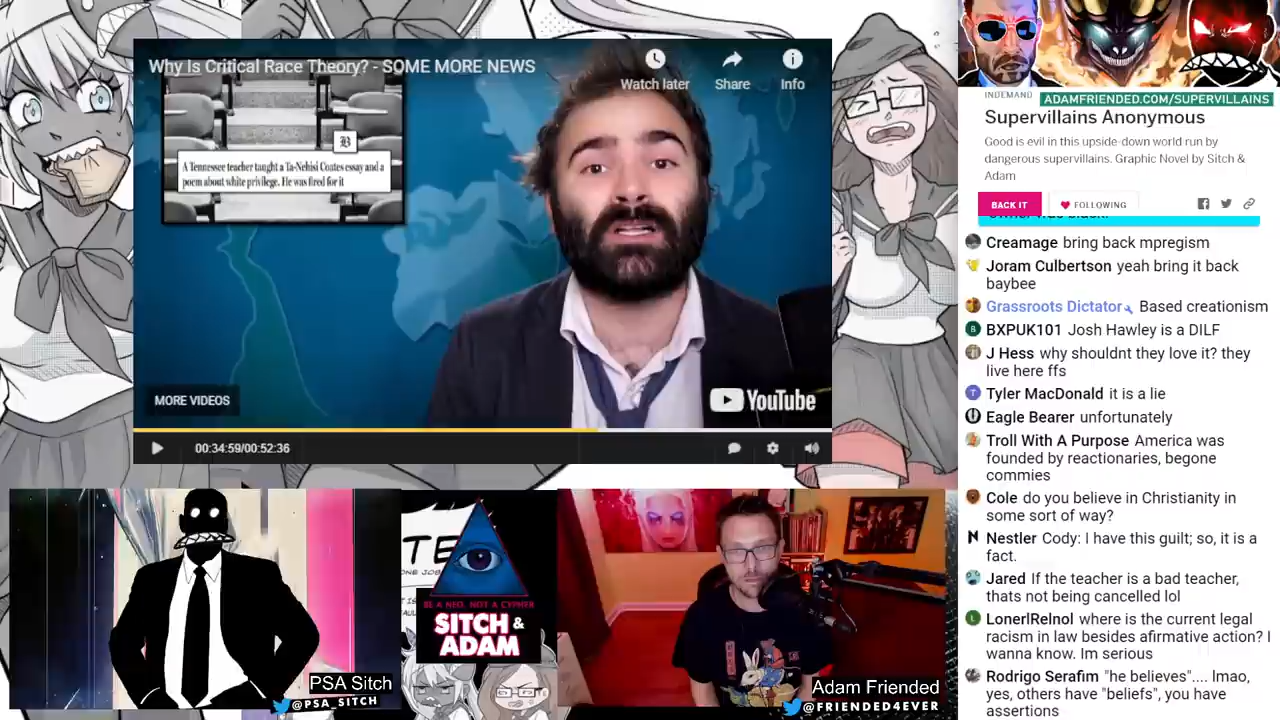 Why Is Critical Race Theory? - SOME MORE NEWS
Watch later
Share
Info
B
A Tennessee teacher taught a Ta-Nehisi Coates essay and a
poem about white privilege. He was fired for it
MORE VIDEOS
YouTube
00:34:59/00:52:36
INDEMAND
ADAMFRIENDED.COM/SUPERVILLAINS
Supervillains Anonymous
Good is evil in this upside-down world run by
dangerous supervillains. Graphic Novel by Sitch &
Adam
BACK IT
FOLLOWING
Creamage bring back mpregism
Joram Culbertson yeah bring it back
baybee
Grassroots Dictator Based creationism
BXPUK101 Josh Hawley is a DILF
J Hess why shouldnt they love it? they
live here ffs
Tyler MacDonald it is a lie
Eagle Bearer unfortunately
Troll With A Purpose America was
founded by reactionaries, begone
commies
Cole do you believe in Christianity in
some sort of way?
Nestler Cody: I have this guilt; so, it is a
fact.
Jared If the teacher is a bad teacher,
thats not being cancelled lol
Loner!Relnol where is the current legal
racism in law besides afirmative action? I
wanna know. Im serious
Rodrigo Serafim "he believes".... lmao,
yes, others have "beliefs", you have
assertions
BE A NEO, NOT A CYPHER
SITCH &
ADAM
PSA Sitch
@PSA_SITCH
Adam Friended
@FRIENDED4EVER